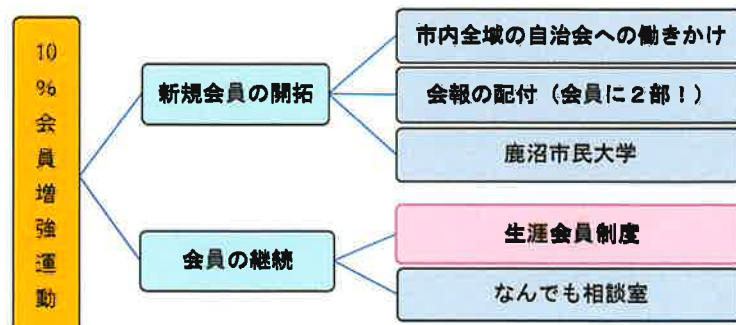 10％会員増強運動
新規会員の開拓
市内全域の自治会への働きかけ
会報の配付（会員に２部！）
鹿沼市民大学
会員の継続
生涯会員制度
なんでも相談室